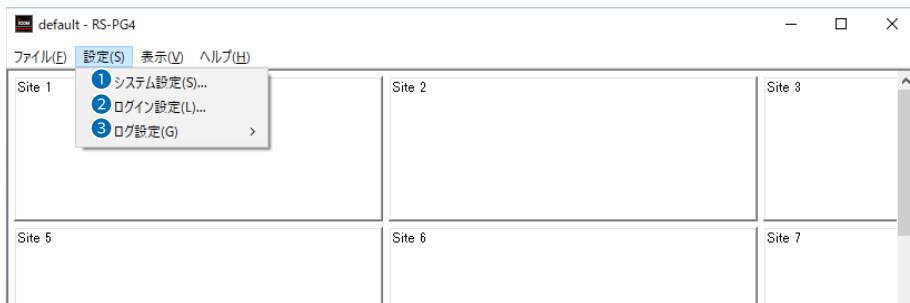 default - RS-PG4
ファイル(F) 設定(S) 表示(V) ヘルプ(H)
1 システム設定(S)...
2 ログイン設定(L)...
3 ログ設定(G) >
Site 1 Site 2 Site 3
Site 5 Site 6 Site 7